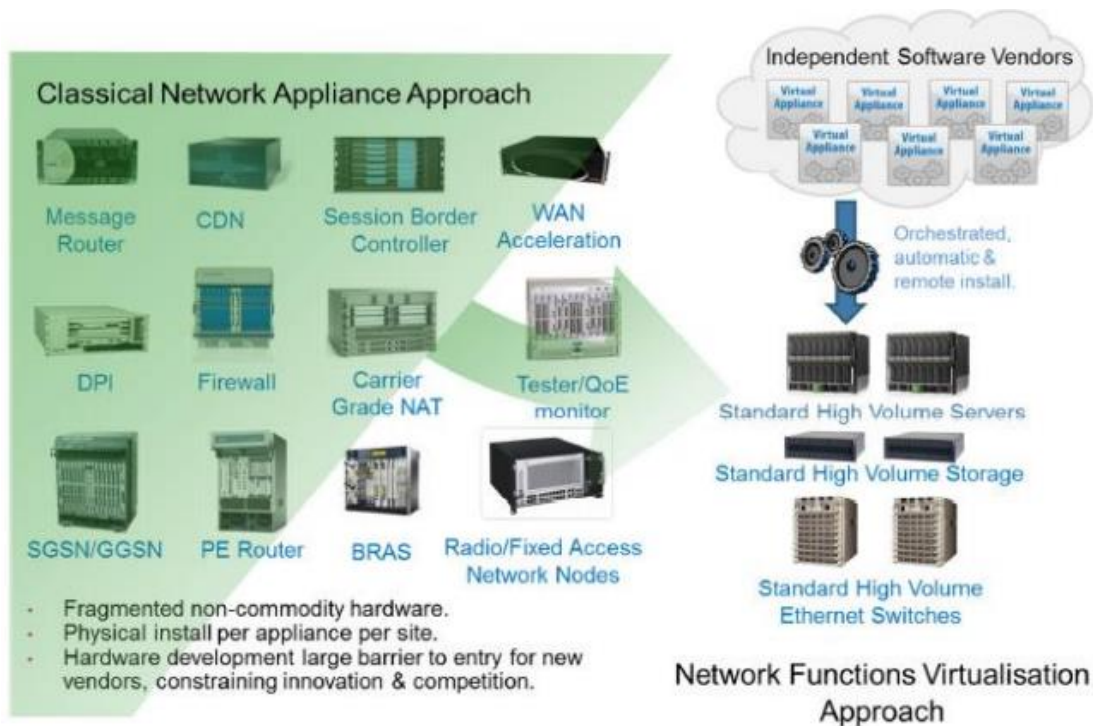 Classical Network Appliance Approach
Message
Router
CDN
Session Border
Controller
WAN
Acceleration
DPI
Firewall
Carrier
Grade NAT
Tester/QoE
monitor
SGSN/GGSN
PE Router
BRAS
Radio/Fixed Access
Network Nodes
• Fragmented non-commodity hardware.
• Physical install per appliance per site.
• Hardware development large barrier to entry for new
vendors, constraining innovation & competition.
Independent Software Vendors
Virtual
Appliance
Virtual
Appliance
Virtual
Appliance
Virtual
Appliance
Virtual
Appliance
Virtual
Appliance
Virtual
Appliance
Orchestrated,
automatic &
remote install.
Standard High Volume Servers
Standard High Volume Storage
Standard High Volume
Ethernet Switches
Network Functions Virtualisation
Approach